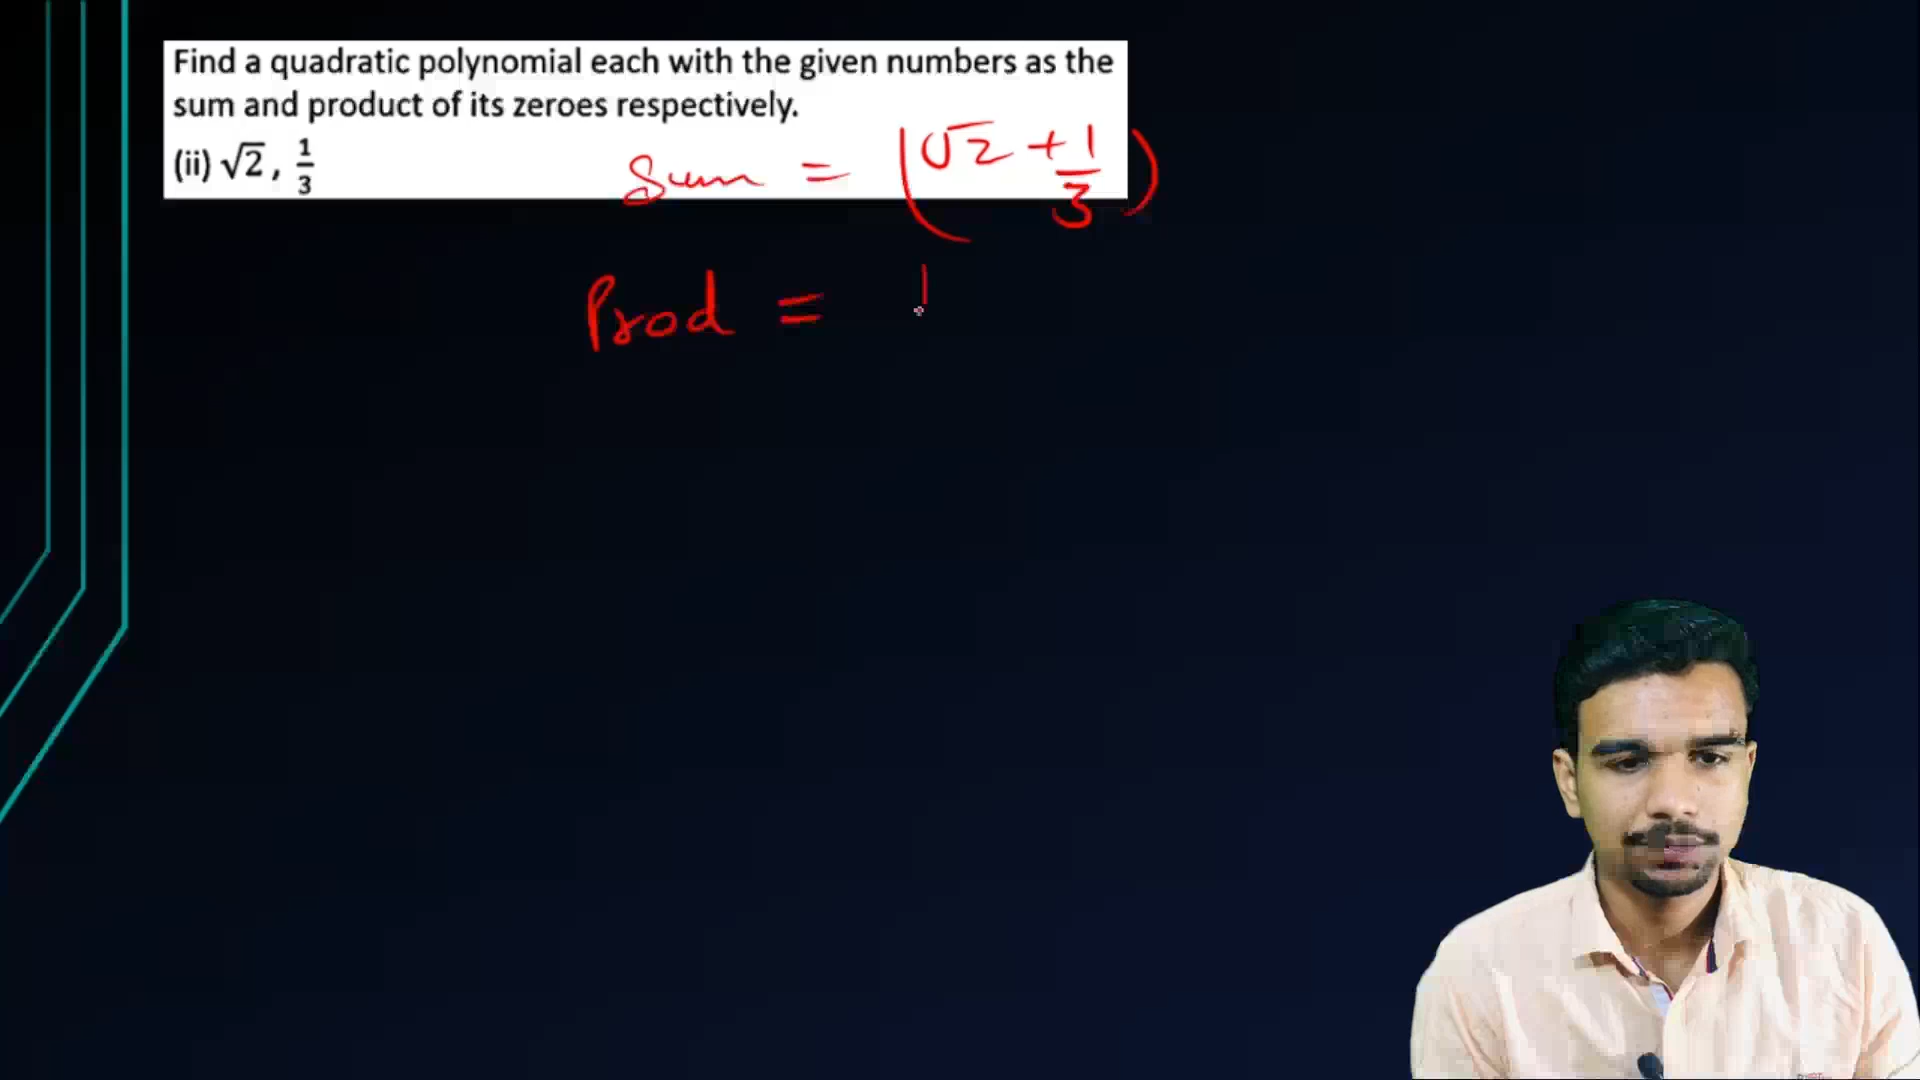 Find a quadratic polynomial each with the given numbers as the
sum and product of its zeroes respectively.
(ii) √2 , 1/3
Sum = (√2 + 1/3)
Prod = 1